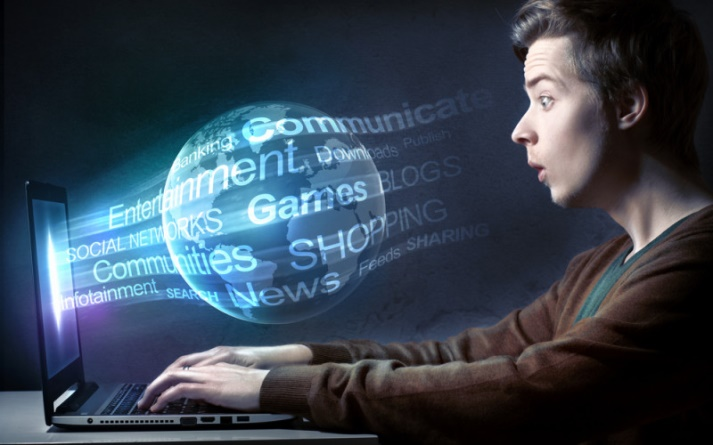 Communicate
Banking
Downloads Publish
Entertainment
BLOGS
Games
SOCIAL NETWORKS
SHOPPING
Communities
Feeds SHARING
Infotainment SEARCH News